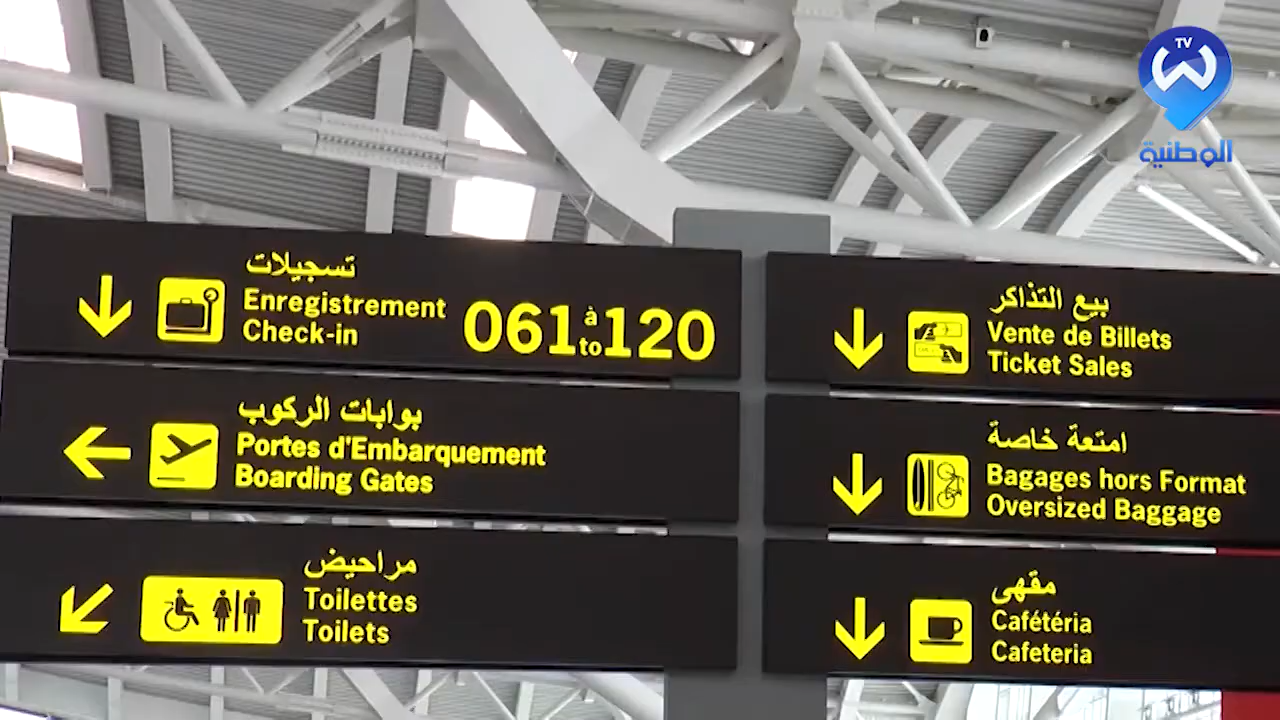 TV
الوطنية
تسجيلات
Enregistrement
Check-in
061 à to 120
بوابات الركوب
Portes d'Embarquement
Boarding Gates
مراحيض
Toilettes
Toilets
بيع التذاكر
Vente de Billets
Ticket Sales
امتعة خاصة
Bagages hors Format
Oversized Baggage
مقهى
Cafétéria
Cafeteria